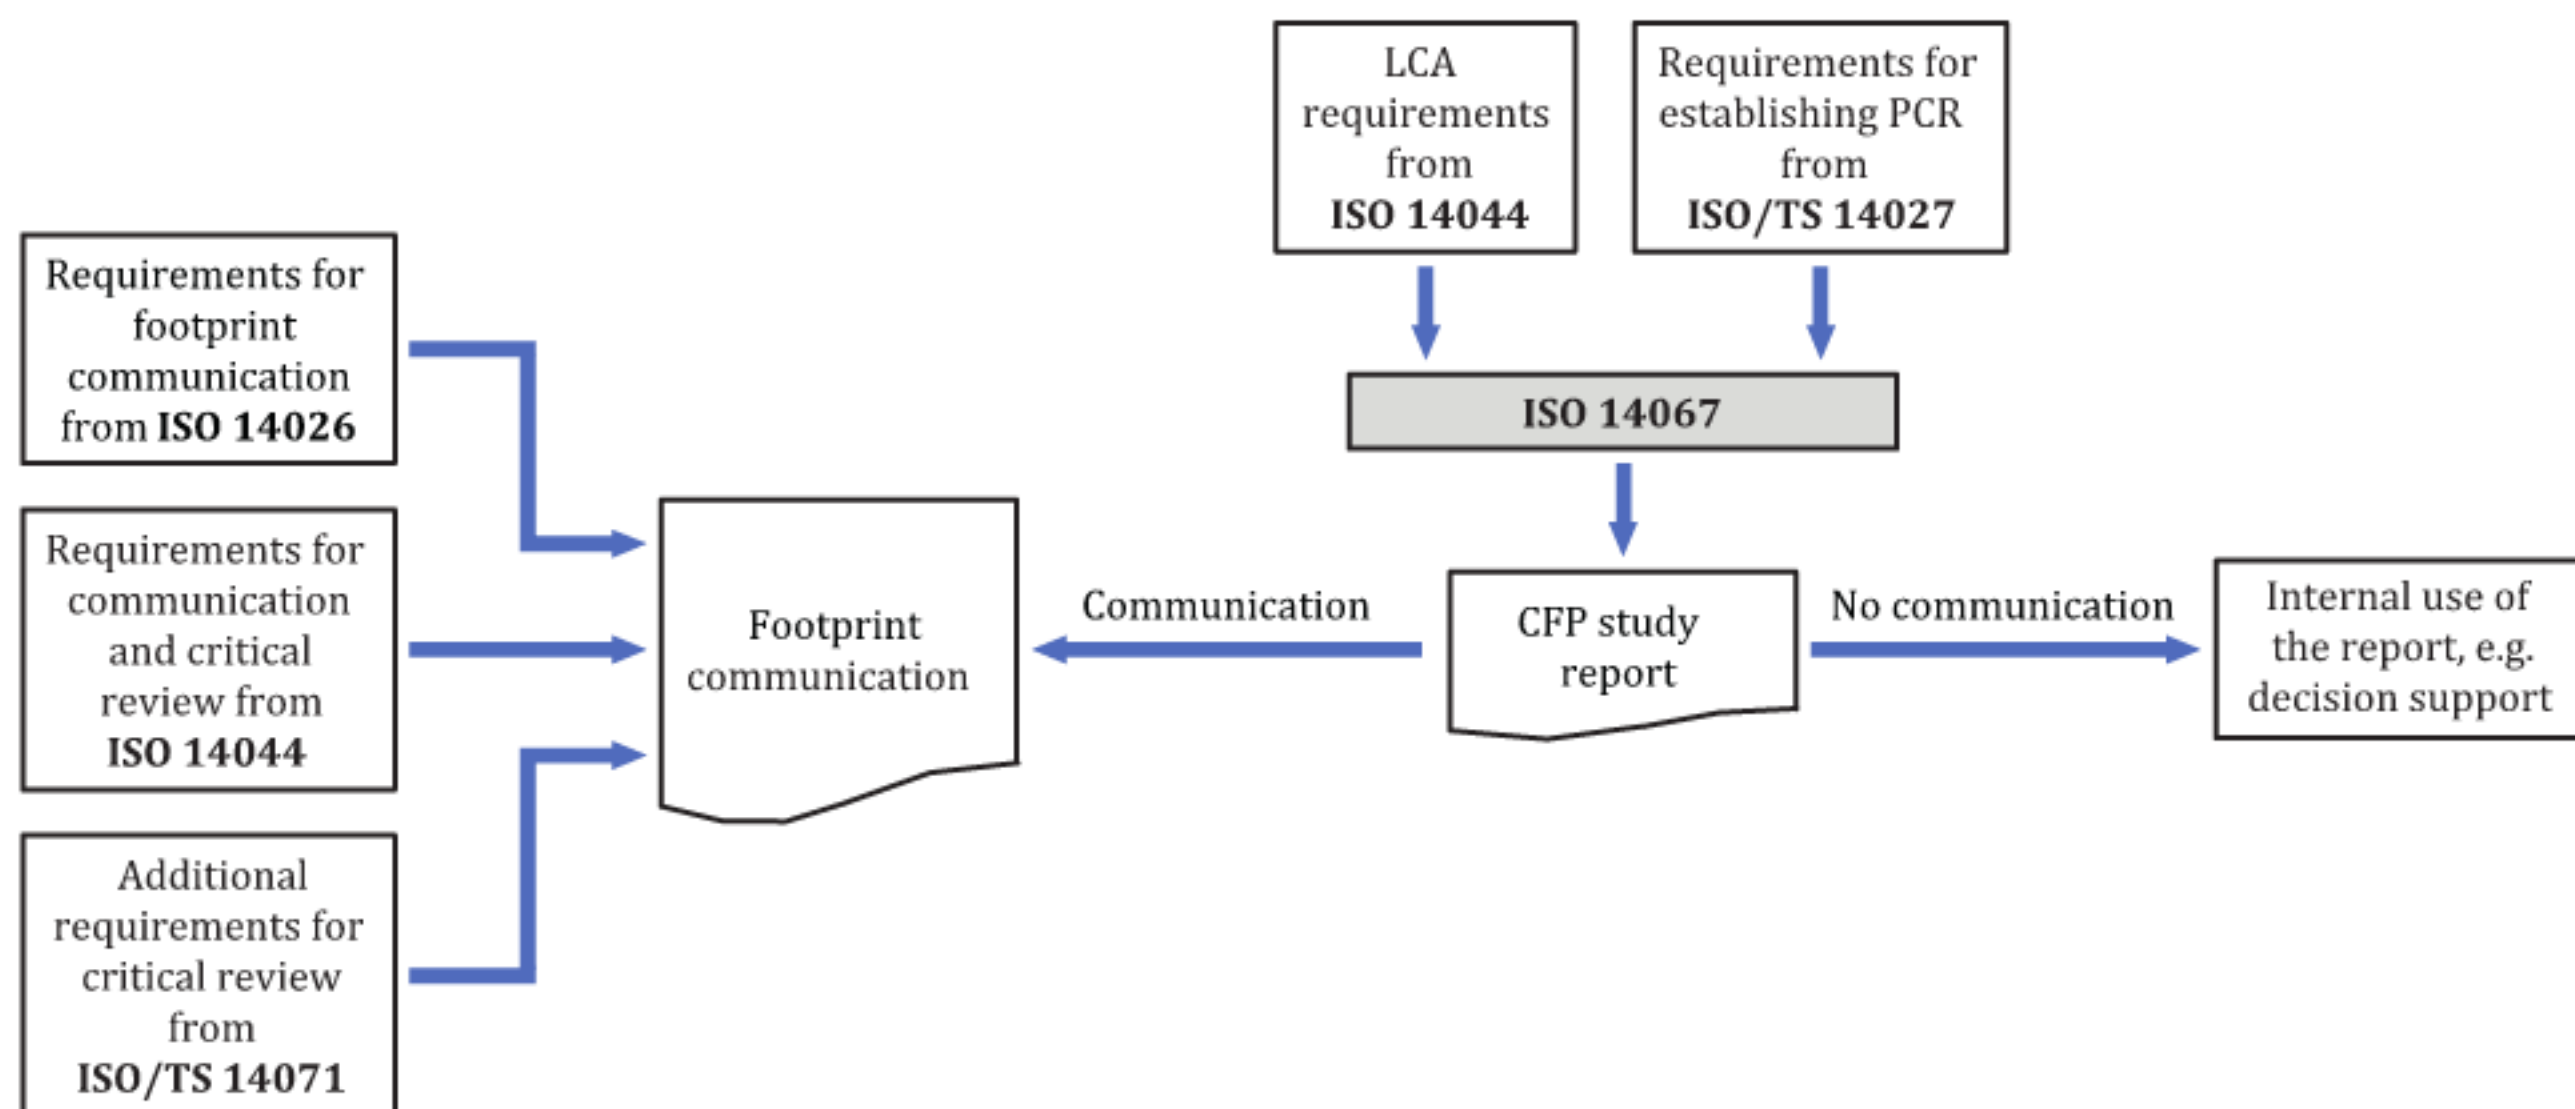 LCA
requirements
from
ISO 14044
Requirements for
establishing PCR
from
ISO/TS 14027
ISO 14067
Requirements for
footprint
communication
from ISO 14026
Requirements for
communication
and critical
review from
ISO 14044
Additional
requirements for
critical review
from
ISO/TS 14071
Footprint
communication
Communication
CFP study
report
No communication
Internal use of
the report, e.g.
decision support